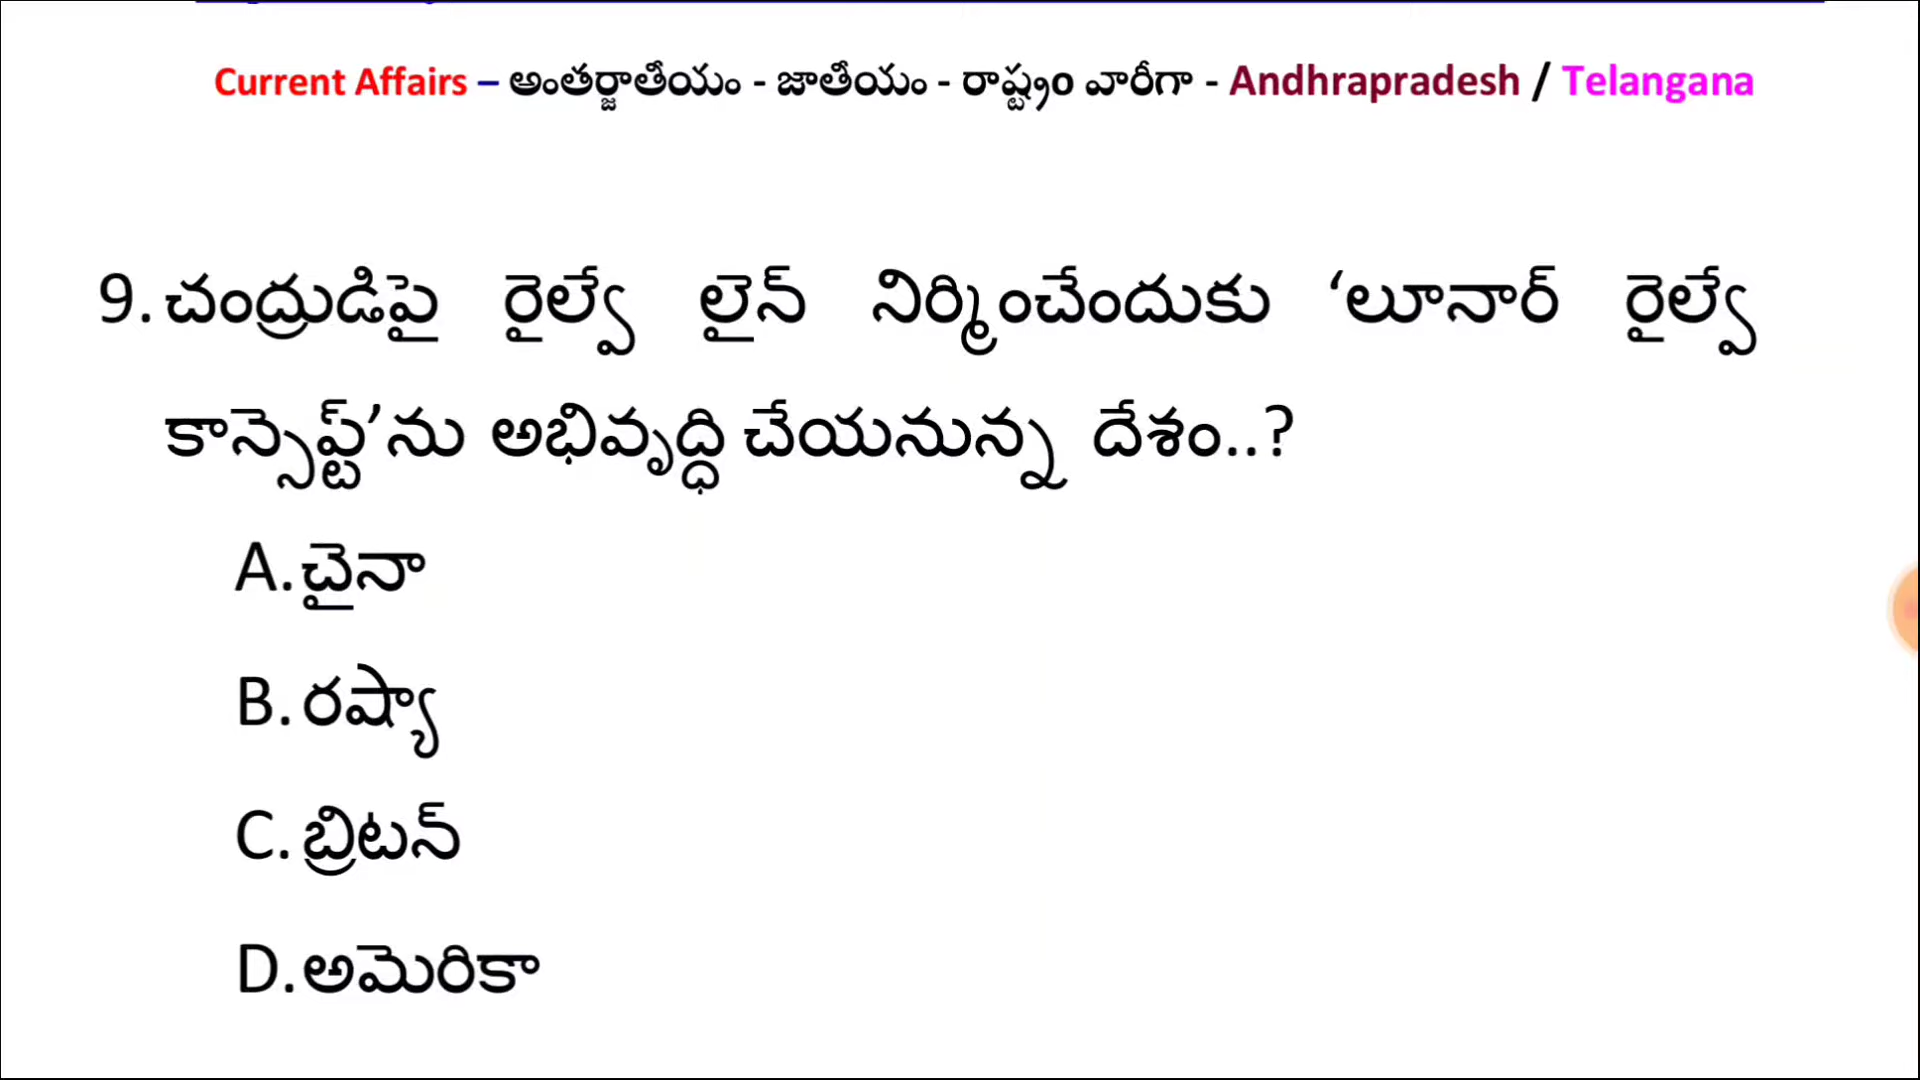 Current Affairs – అంతర్జాతీయం - జాతీయం - రాష్ట్రం వారీగా - Andhrapradesh / Telangana
9. చంద్రుడిపై రైల్వే లైన్ నిర్మించేందుకు ‘లూనార్ రైల్వే
కాన్సెప్ట్’ను అభివృద్ధి చేయనున్న దేశం..?
A. చైనా
B. రష్యా
C. బ్రిటన్
D. అమెరికా